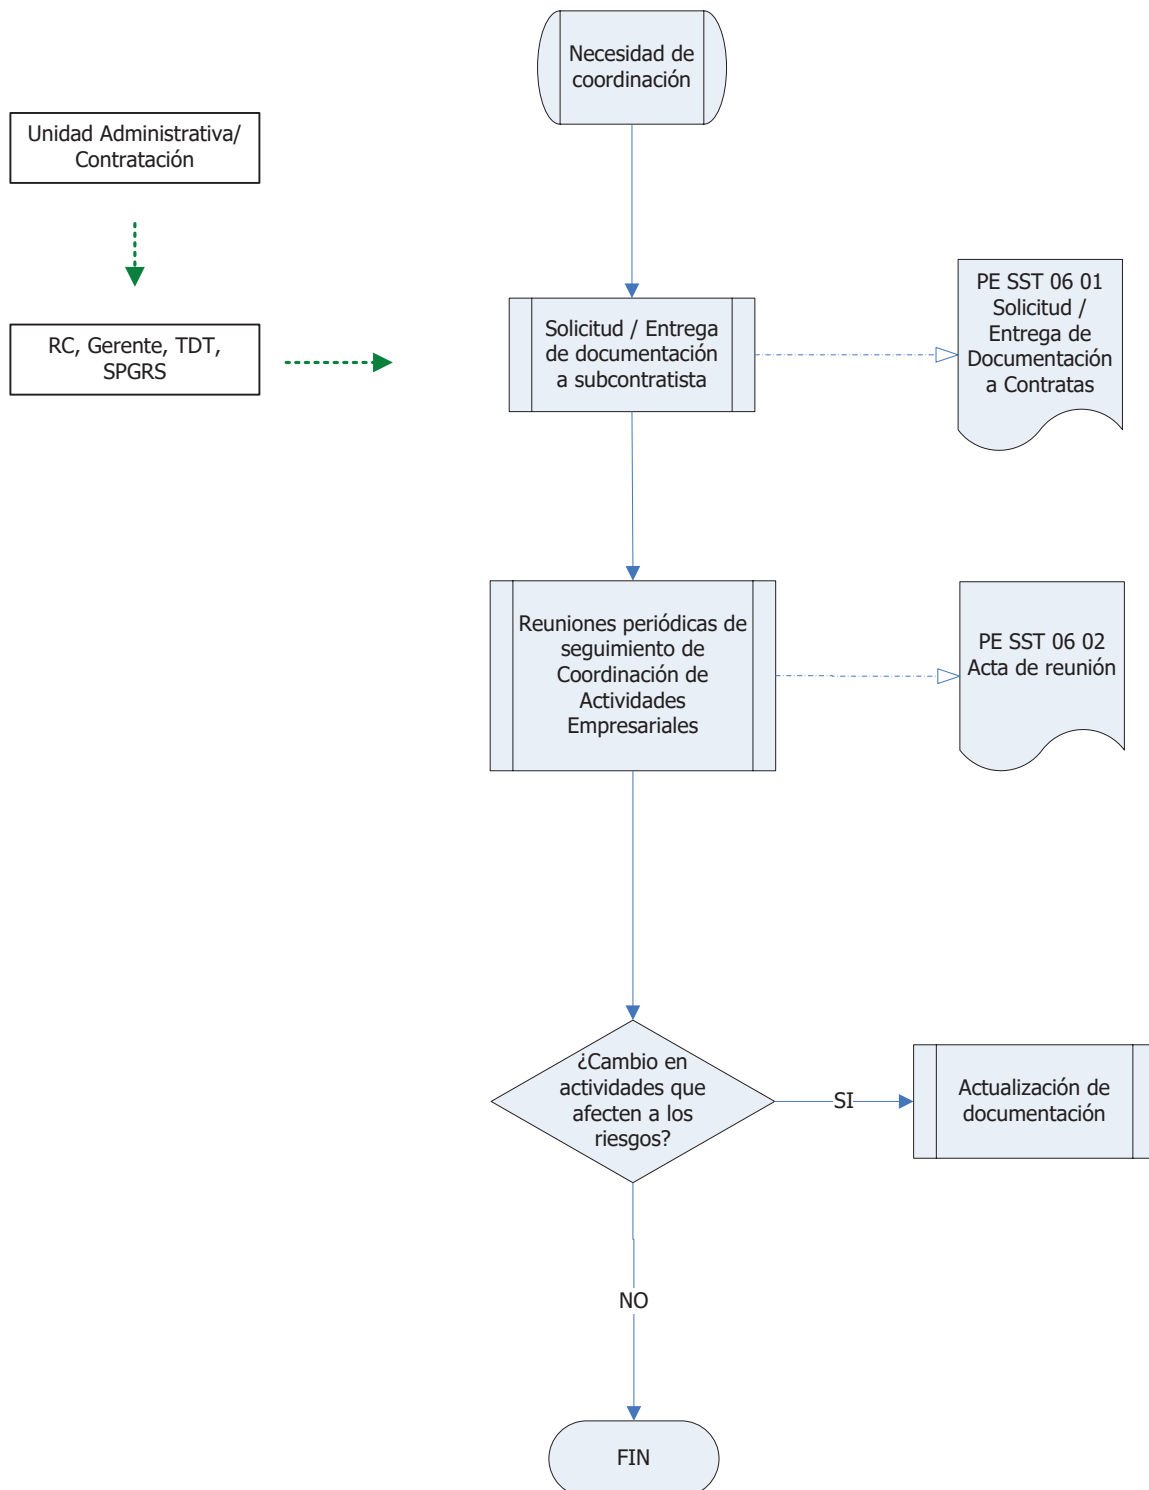 Necesidad de
coordinación
Unidad Administrativa/
Contratación
RC, Gerente, TDT,
SPGRS
Solicitud / Entrega
de documentación
a subcontratista
PE SST 06 01
Solicitud /
Entrega de
Documentación
a Contratas
Reuniones periódicas de
seguimiento de
Coordinación de
Actividades
Empresariales
PE SST 06 02
Acta de reunión
¿Cambio en
actividades que
afecten a los
riesgos?
SI
Actualización de
documentación
NO
FIN